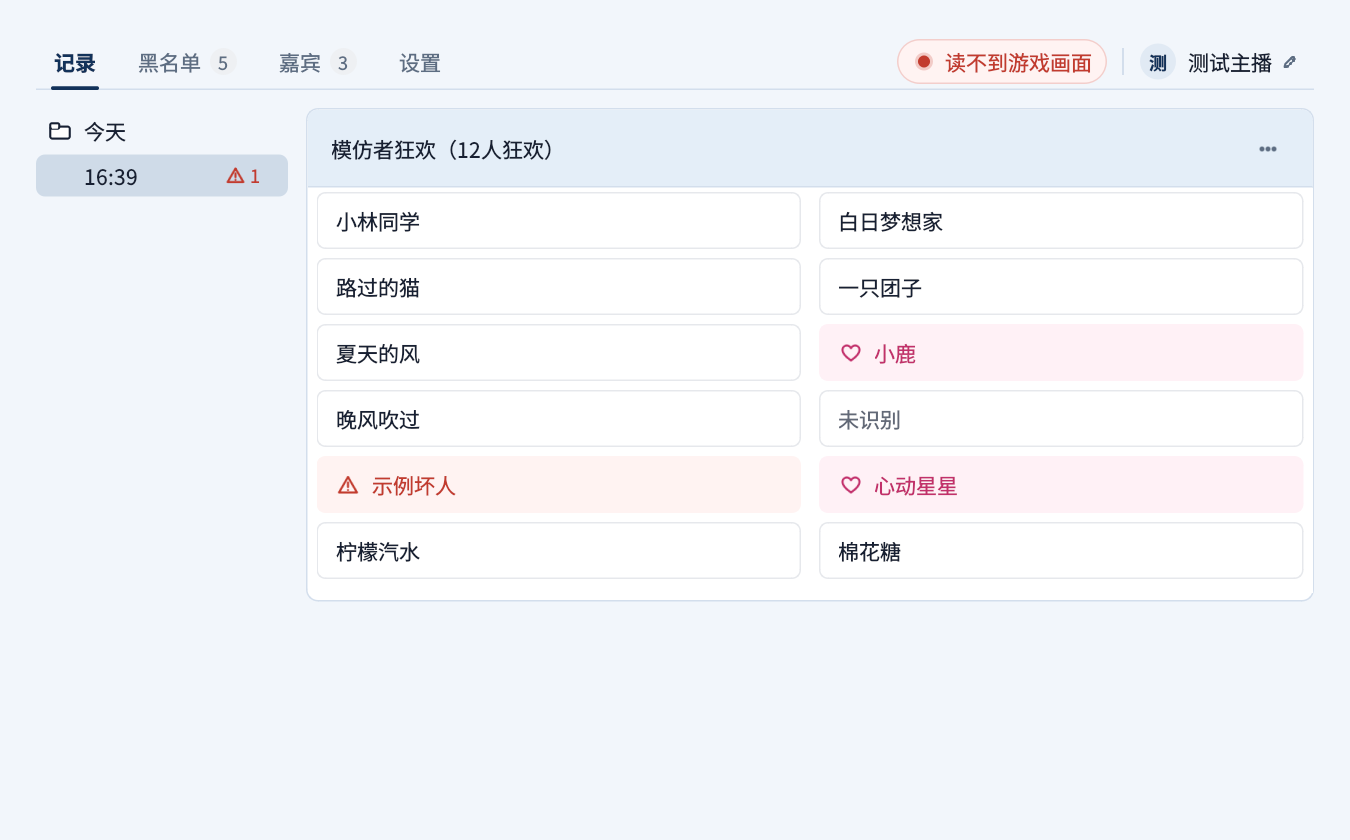 记录 黑名单 5 嘉宾 3 设置 读不到游戏画面 测 测试主播
今天
16:39 1
模仿者狂欢（12人狂欢）
小林同学 白日梦想家
路过的猫 一只团子
夏天的风 小鹿
晚风吹过 未识别
示例坏人 心动星星
柠檬汽水 棉花糖